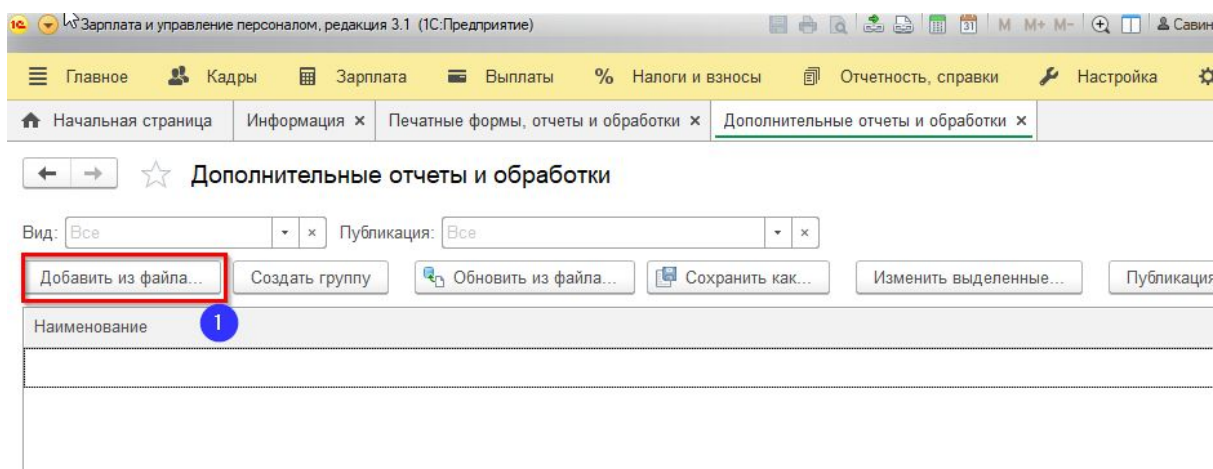 1С Зарплата и управление персоналом, редакция 3.1 (1С:Предприятие) 31 M M+ M- Савин
Главное Кадры Зарплата Выплаты % Налоги и взносы Отчетность, справки Настройка
Начальная страница Информация × Печатные формы, отчеты и обработки × Дополнительные отчеты и обработки ×
Дополнительные отчеты и обработки
Вид: Все Публикация: Все
Добавить из файла... Создать группу Обновить из файла... Сохранить как... Изменить выделенные... Публикация
Наименование 1